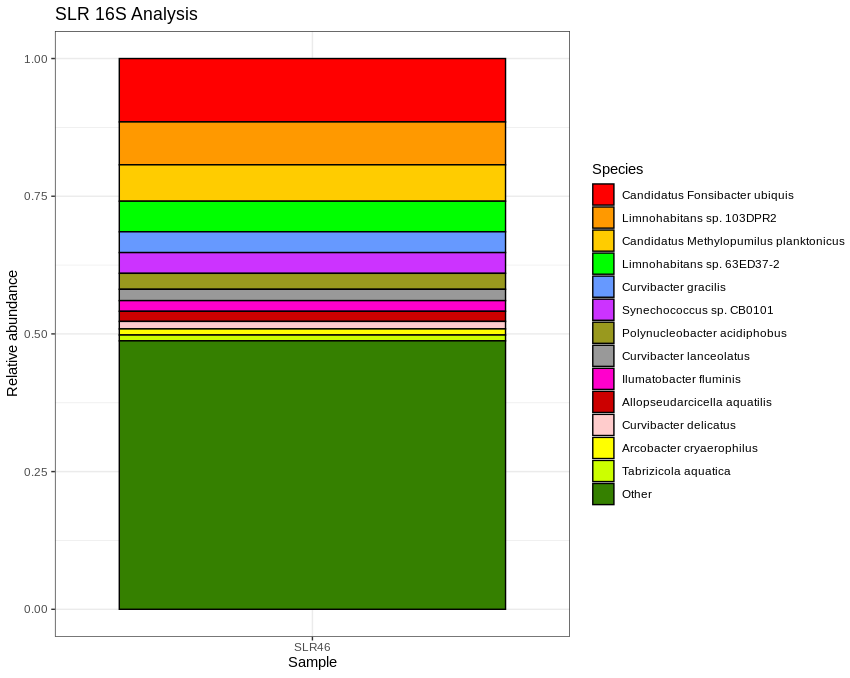 SLR 16S Analysis
Relative abundance
1.00
0.75
0.50
0.25
0.00
SLR46
Sample
Species
Candidatus Fonsibacter ubiquis
Limnohabitans sp. 103DPR2
Candidatus Methylopumilus planktonicus
Limnohabitans sp. 63ED37-2
Curvibacter gracilis
Synechococcus sp. CB0101
Polynucleobacter acidiphobus
Curvibacter lanceolatus
Ilumatobacter fluminis
Allopseudarcicella aquatilis
Curvibacter delicatus
Arcobacter cryaerophilus
Tabrizicola aquatica
Other